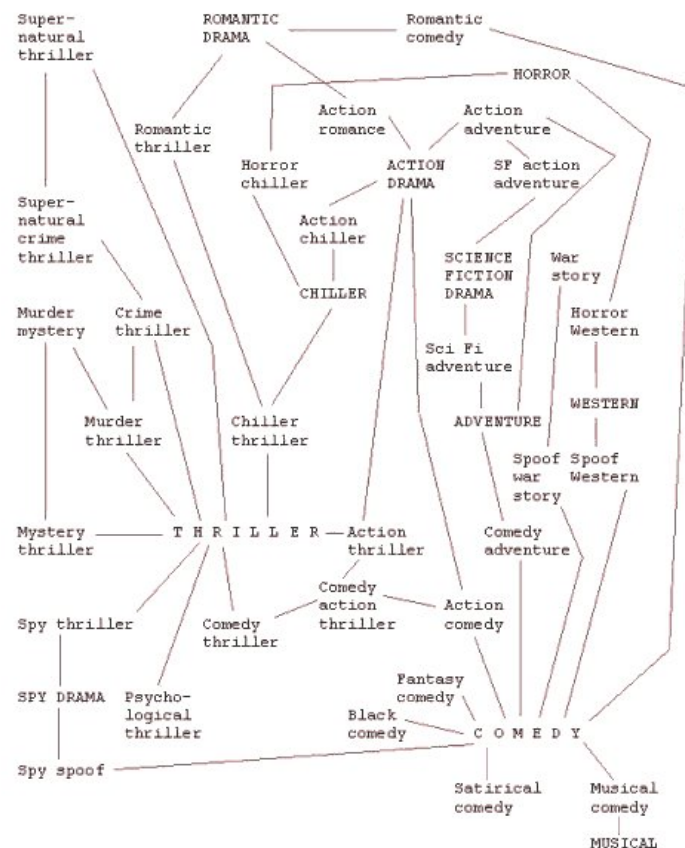 Super-
natural
thriller
ROMANTIC
DRAMA
Romantic
comedy
HORROR
Romantic
thriller
Action
romance
Action
adventure
Horror
chiller
ACTION
DRAMA
SF action
adventure
Super-
natural
crime
thriller
Action
chiller
SCIENCE
FICTION
DRAMA
War
story
CHILLER
Murder
mystery
Crime
thriller
Horror
Western
Sci Fi
adventure
WESTERN
Murder
thriller
Chiller
thriller
ADVENTURE
Spoof
war
story
Spoof
Western
Mystery
thriller
T H R I L L E R
Action
thriller
Comedy
adventure
Spy thriller
Comedy
thriller
Comedy
action
thriller
Action
comedy
SPY DRAMA
Psycho-
logical
thriller
Fantasy
comedy
Black
comedy
C O M E D Y
Spy spoof
Satirical
comedy
Musical
comedy
MUSICAL